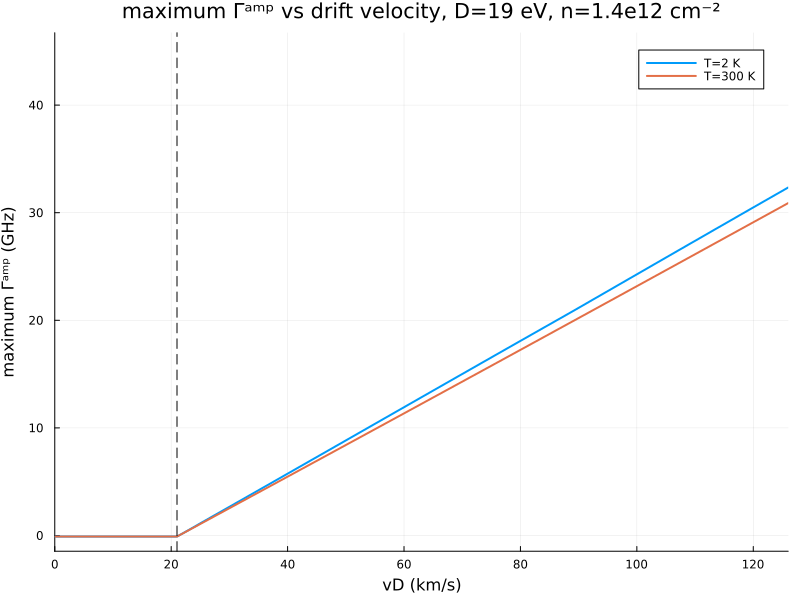 maximum Γᵃᵐᵖ vs drift velocity, D=19 eV, n=1.4e12 cm⁻²
T=2 K
T=300 K
maximum Γᵃᵐᵖ (GHz)
40
30
20
10
0
0 20 40 60 80 100 120
vD (km/s)